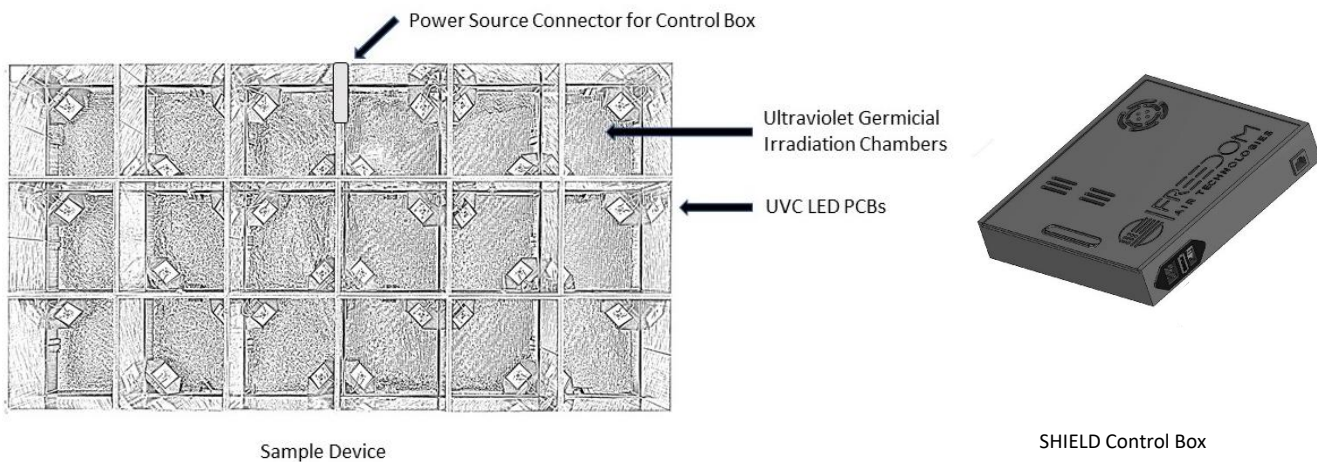 Power Source Connector for Control Box
Ultraviolet Germicial
Irradiation Chambers
UVC LED PCBs
FREEDOM
AIR TECHNOLOGIES
Sample Device
SHIELD Control Box